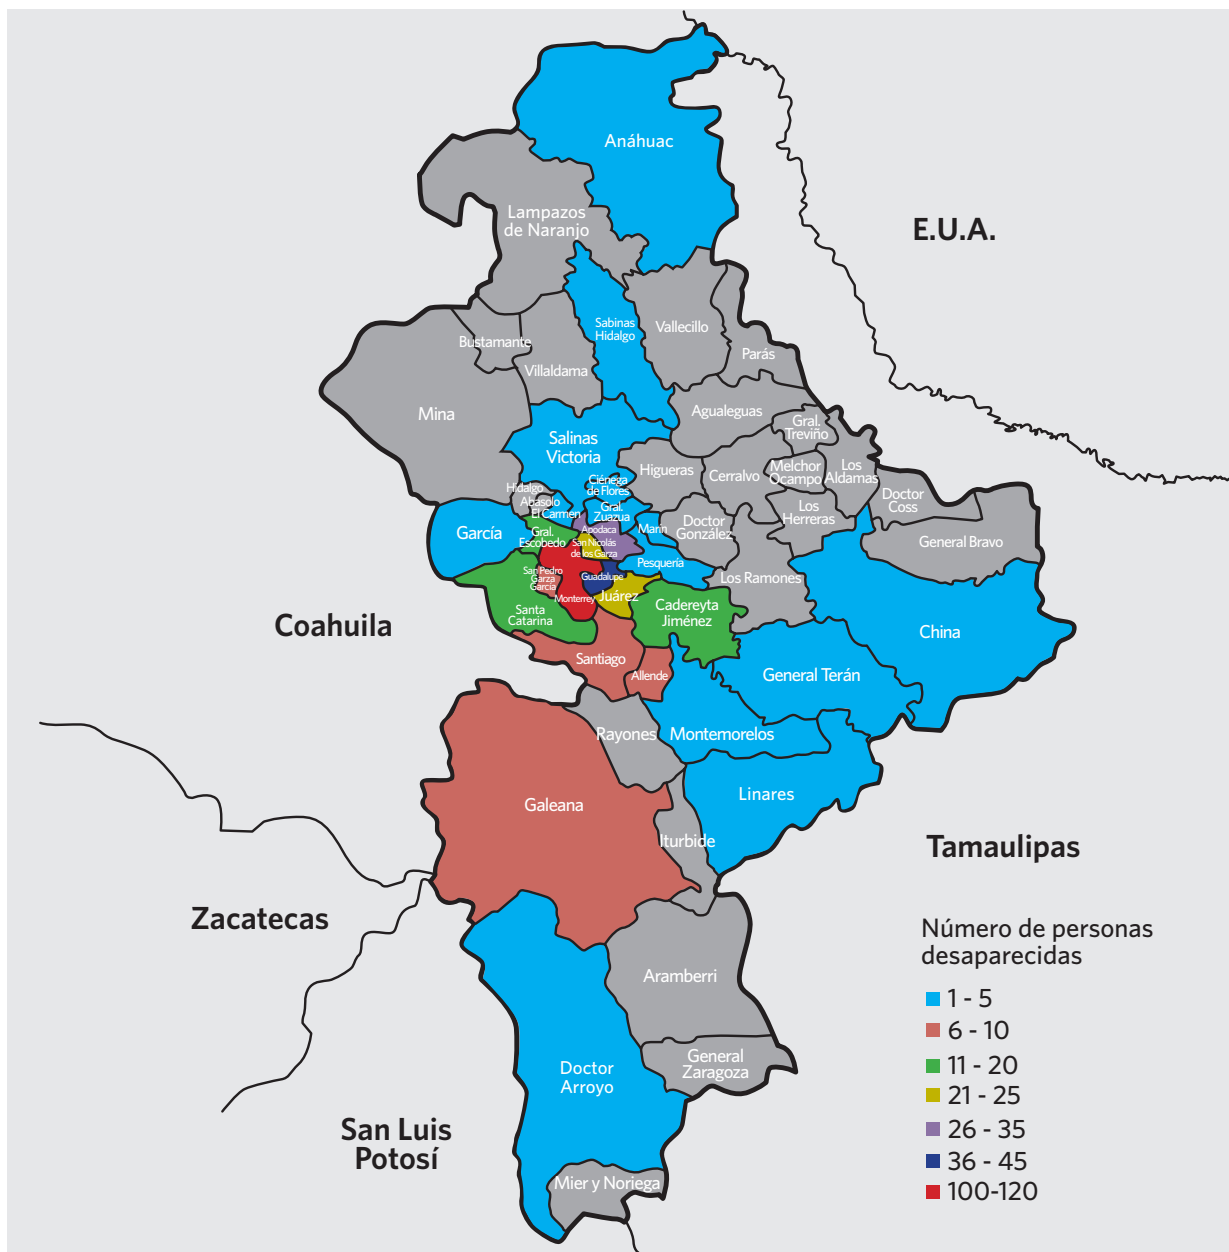 Anáhuac
E.U.A.
Lampazos
de Naranjo
Sabinas
Hidalgo
Vallecillo
Bustamante
Parás
Villaldama
Mina
Agualeguas
Gral.
Treviño
Salinas
Victoria
Higueras
Cerralvo
Melchor
Ocampo
Los
Aldamas
Ciénega
de Flores
Hidalgo
Abasolo
El Carmen
Gral.
Zuazua
Doctor
Coss
Los
Herreras
García
Gral.
Escobedo
Apodaca
Marín
Doctor
González
General Bravo
San Nicolás
de los Garza
Pesquería
San Pedro
Garza
García
Guadalupe
Los Ramones
Monterrey
Juárez
Santa
Catarina
Cadereyta
Jiménez
Coahuila
China
Santiago
Allende
General Terán
Rayones
Montemorelos
Galeana
Linares
Iturbide
Tamaulipas
Zacatecas
Número de personas
desaparecidas
Aramberri
1 - 5
6 - 10
General
Zaragoza
11 - 20
Doctor
Arroyo
21 - 25
San Luis
Potosí
26 - 35
36 - 45
Mier y Noriega
100-120